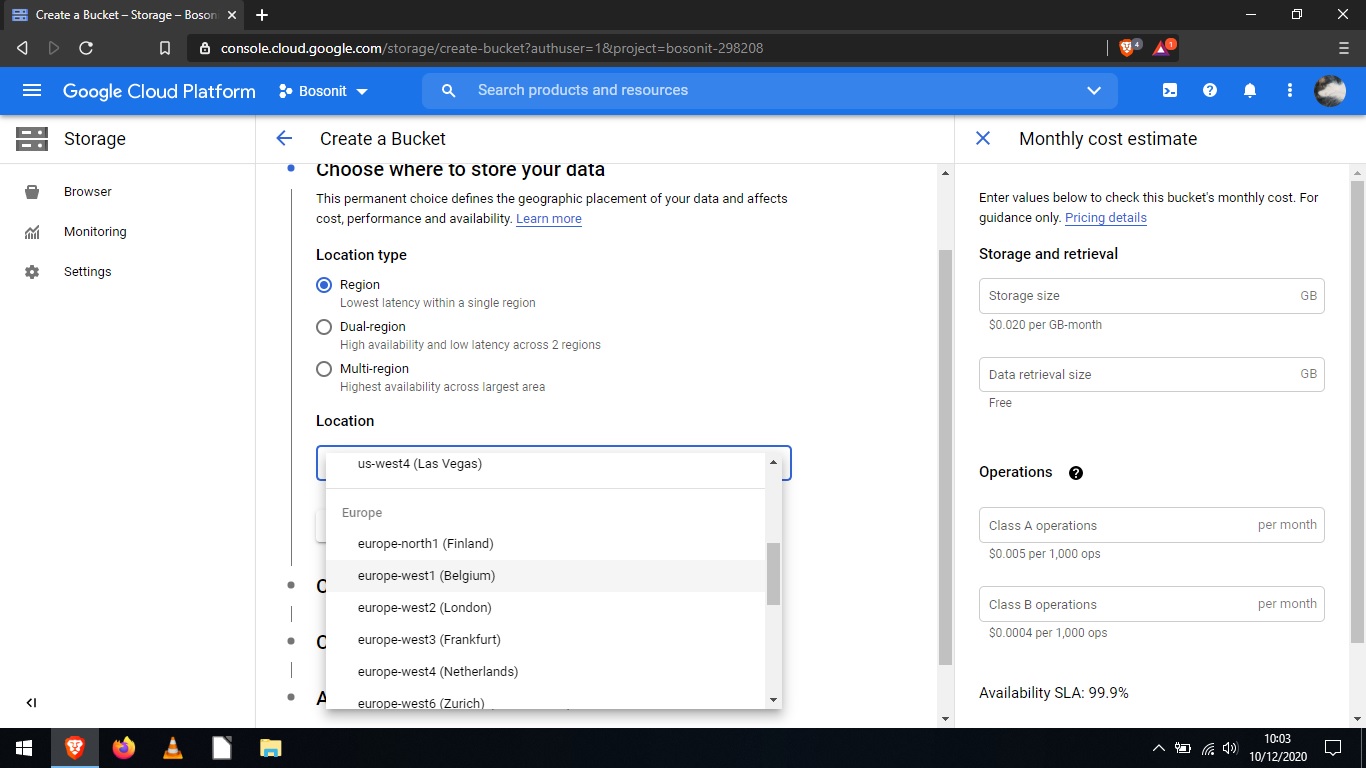 Create a Bucket – Storage – Boson
console.cloud.google.com/storage/create-bucket?authuser=1&project=bosonit-298208
4
1
Google Cloud Platform
Bosonit
Search products and resources
Storage
Create a Bucket
Monthly cost estimate
Browser
Monitoring
Settings
Choose where to store your data
This permanent choice defines the geographic placement of your data and affects
cost, performance and availability. Learn more
Location type
Region
Lowest latency within a single region
Dual-region
High availability and low latency across 2 regions
Multi-region
Highest availability across largest area
Location
us-west4 (Las Vegas)
Europe
europe-north1 (Finland)
europe-west1 (Belgium)
europe-west2 (London)
europe-west3 (Frankfurt)
europe-west4 (Netherlands)
europe-west6 (Zurich)
Enter values below to check this bucket's monthly cost. For
guidance only. Pricing details
Storage and retrieval
Storage size GB
$0.020 per GB-month
Data retrieval size GB
Free
Operations
Class A operations per month
$0.005 per 1,000 ops
Class B operations per month
$0.0004 per 1,000 ops
Availability SLA: 99.9%
10:03
10/12/2020